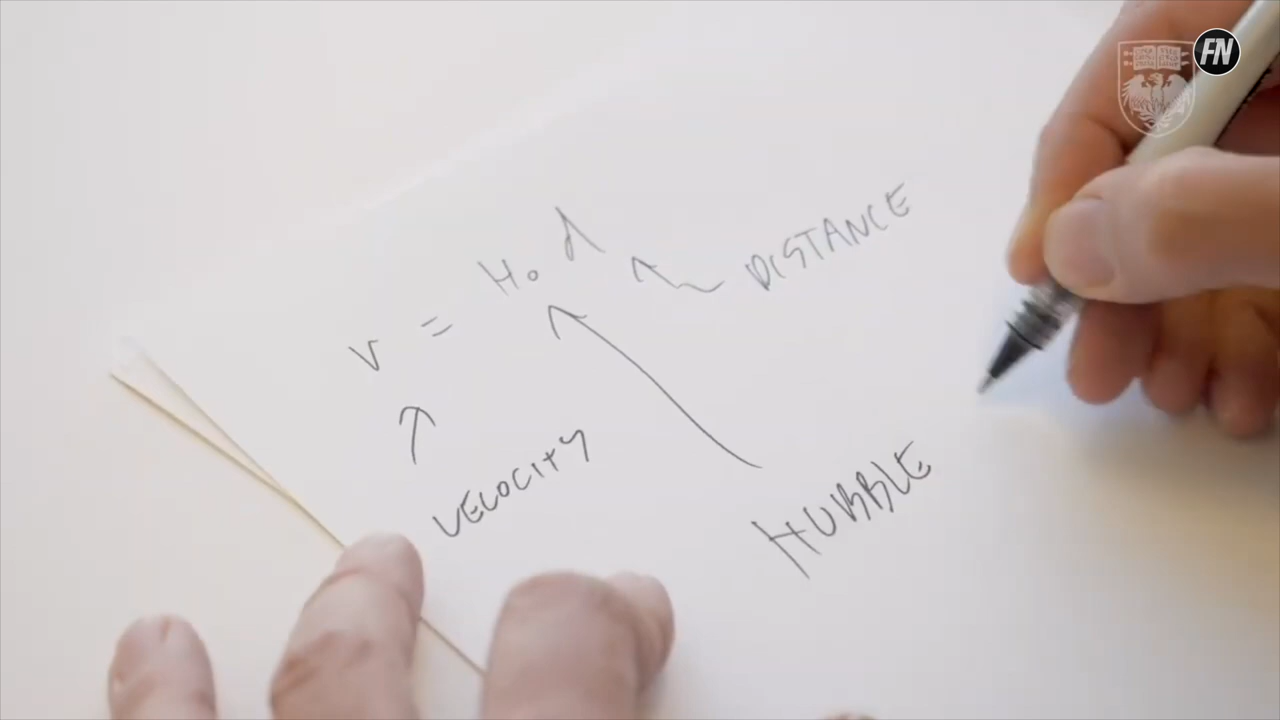 FN
v = H₀ d
DISTANCE
VELOCITY
HUBBLE